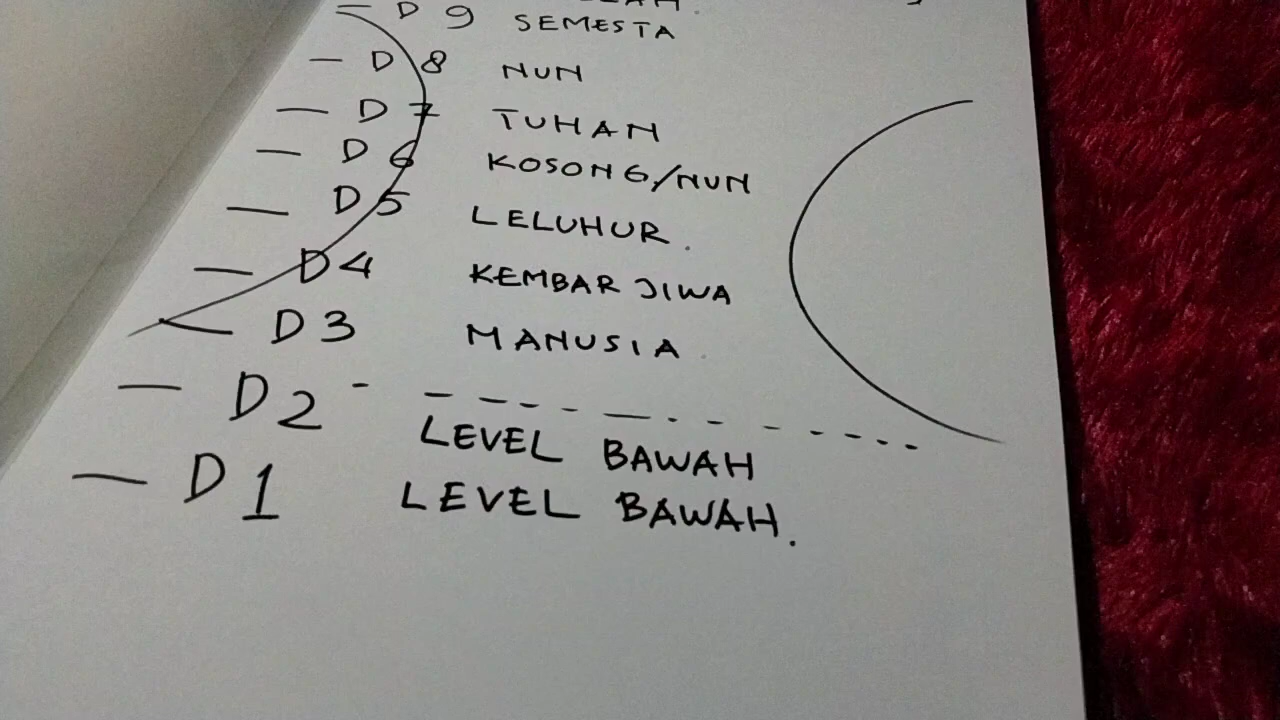 — D 9 SEMESTA
— D 8 NUN
— D 7 TUHAN
— D 6 KOSONG/NUN
— D 5 LELUHUR.
— D4 KEMBAR JIWA
— D 3 MANUSIA
— D 2 -
LEVEL BAWAH
— D 1 LEVEL BAWAH.